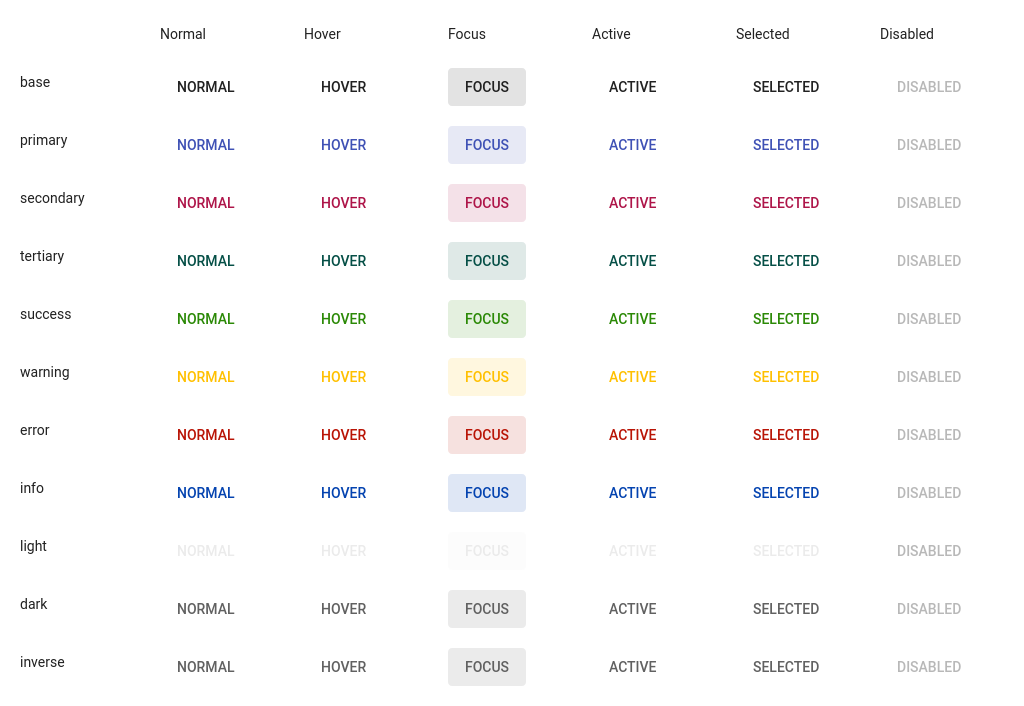 Normal Hover Focus Active Selected Disabled
base NORMAL HOVER FOCUS ACTIVE SELECTED DISABLED
primary NORMAL HOVER FOCUS ACTIVE SELECTED DISABLED
secondary NORMAL HOVER FOCUS ACTIVE SELECTED DISABLED
tertiary NORMAL HOVER FOCUS ACTIVE SELECTED DISABLED
success NORMAL HOVER FOCUS ACTIVE SELECTED DISABLED
warning NORMAL HOVER FOCUS ACTIVE SELECTED DISABLED
error NORMAL HOVER FOCUS ACTIVE SELECTED DISABLED
info NORMAL HOVER FOCUS ACTIVE SELECTED DISABLED
light NORMAL HOVER FOCUS ACTIVE SELECTED DISABLED
dark NORMAL HOVER FOCUS ACTIVE SELECTED DISABLED
inverse NORMAL HOVER FOCUS ACTIVE SELECTED DISABLED